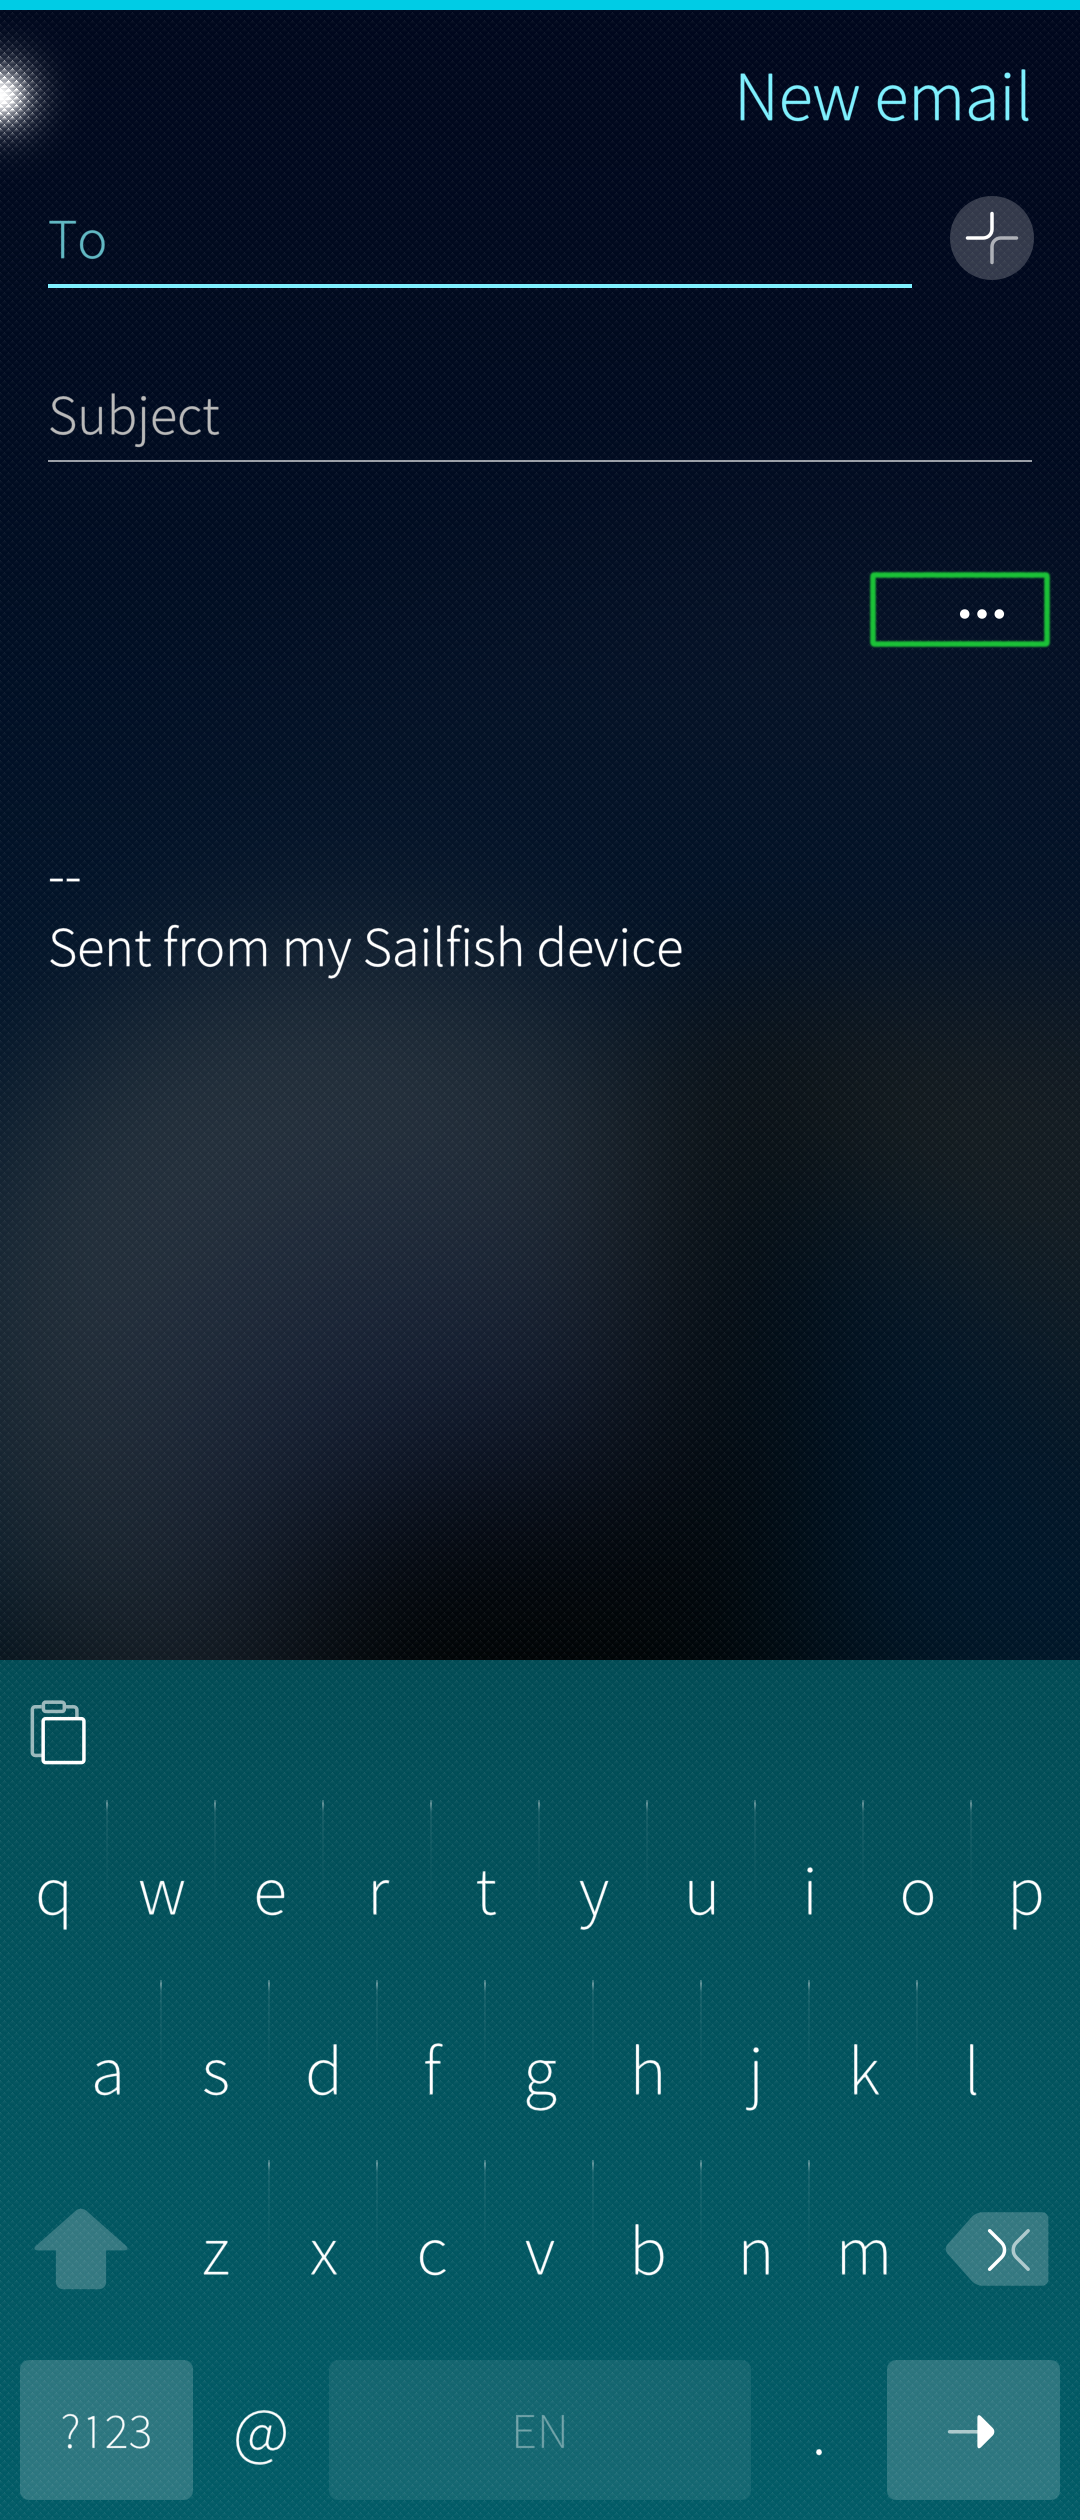 New email
To
Subject
--
Sent from my Sailfish device
q w e r t y u i o p
a s d f g h j k l
z x c v b n m
?123 @ EN .